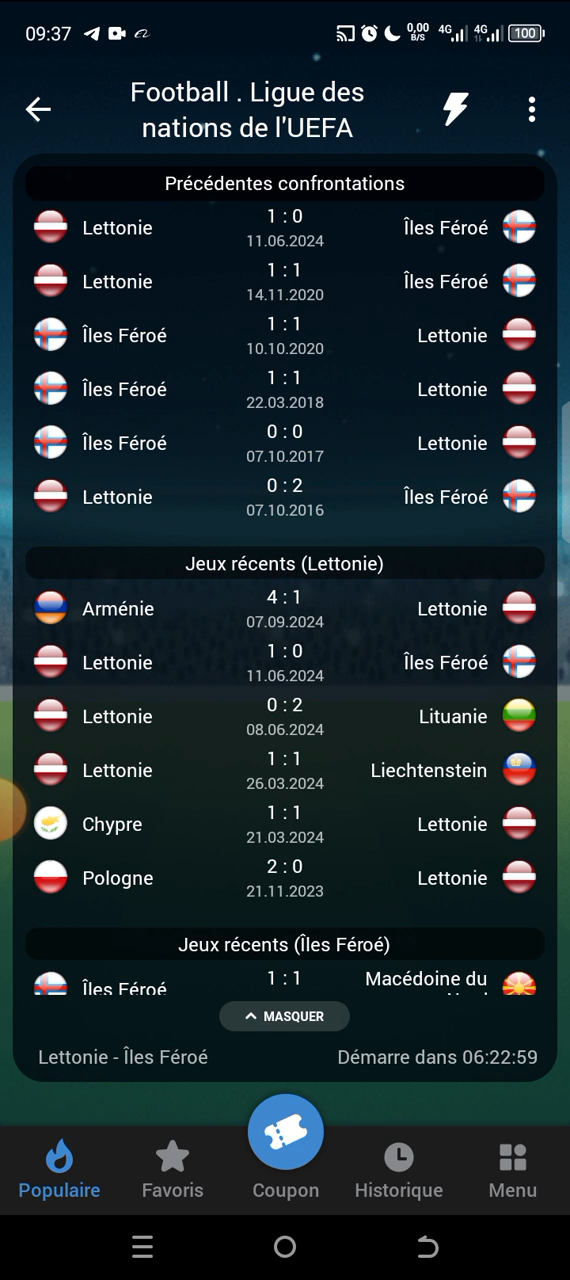 09:37
0,00 B/S 4G 4G 100
Football . Ligue des
nations de l'UEFA
Précédentes confrontations
Lettonie 1 : 0 Îles Féroé
11.06.2024
Lettonie 1 : 1 Îles Féroé
14.11.2020
Îles Féroé 1 : 1 Lettonie
10.10.2020
Îles Féroé 1 : 1 Lettonie
22.03.2018
Îles Féroé 0 : 0 Lettonie
07.10.2017
Lettonie 0 : 2 Îles Féroé
07.10.2016
Jeux récents (Lettonie)
Arménie 4 : 1 Lettonie
07.09.2024
Lettonie 1 : 0 Îles Féroé
11.06.2024
Lettonie 0 : 2 Lituanie
08.06.2024
Lettonie 1 : 1 Liechtenstein
26.03.2024
Chypre 1 : 1 Lettonie
21.03.2024
Pologne 2 : 0 Lettonie
21.11.2023
Jeux récents (Îles Féroé)
Îles Féroé 1 : 1 Macédoine du
MASQUER
Lettonie - Îles Féroé Démarre dans 06:22:59
Populaire Favoris Coupon Historique Menu